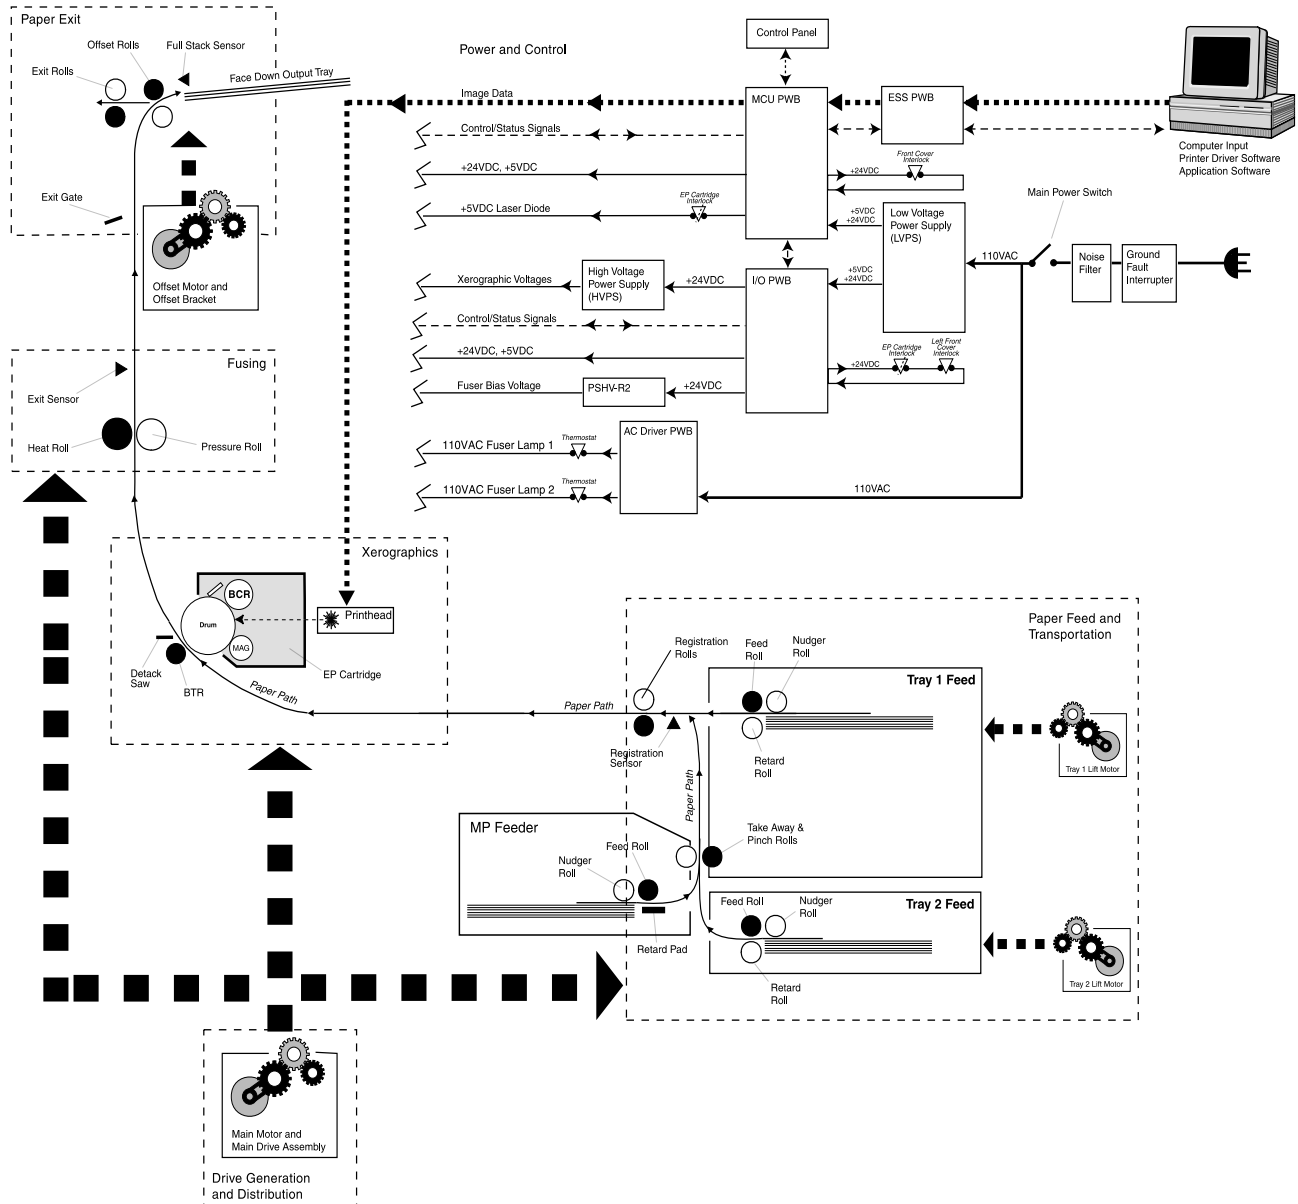 Paper Exit
Offset Rolls
Full Stack Sensor
Exit Rolls
Face Down Output Tray
Exit Gate
Offset Motor and
Offset Bracket
Power and Control
Control Panel
Image Data
MCU PWB
ESS PWB
Control/Status Signals
Computer Input
Printer Driver Software
Application Software
+24VDC, +5VDC
+24VDC
Front Cover
Interlock
EP Cartridge
Interlock
+5VDC Laser Diode
+5VDC
+24VDC
Low Voltage
Power Supply
(LVPS)
Main Power Switch
110VAC
Noise
Filter
Ground
Fault
Interrupter
Xerographic Voltages
High Voltage
Power Supply
(HVPS)
+24VDC
I/O PWB
+5VDC
+24VDC
Control/Status Signals
+24VDC, +5VDC
+24VDC
EP Cartridge
Interlock
Left Front
Cover
Interlock
Fuser Bias Voltage
PSHV-R2
+24VDC
AC Driver PWB
110VAC Fuser Lamp 1
Thermostat
110VAC Fuser Lamp 2
Thermostat
110VAC
Fusing
Exit Sensor
Heat Roll
Pressure Roll
Xerographics
BCR
Drum
MAG
Printhead
Detack
Saw
BTR
EP Cartridge
Paper Path
Paper Path
Paper Feed and
Transportation
Registration
Rolls
Feed
Roll
Nudger
Roll
Tray 1 Feed
Registration
Sensor
Retard
Roll
Tray 1 Lift Motor
Paper Path
MP Feeder
Take Away &
Pinch Rolls
Feed Roll
Nudger
Roll
Retard Pad
Tray 2 Feed
Feed Roll
Nudger
Roll
Retard
Roll
Tray 2 Lift Motor
Main Motor and
Main Drive Assembly
Drive Generation
and Distribution